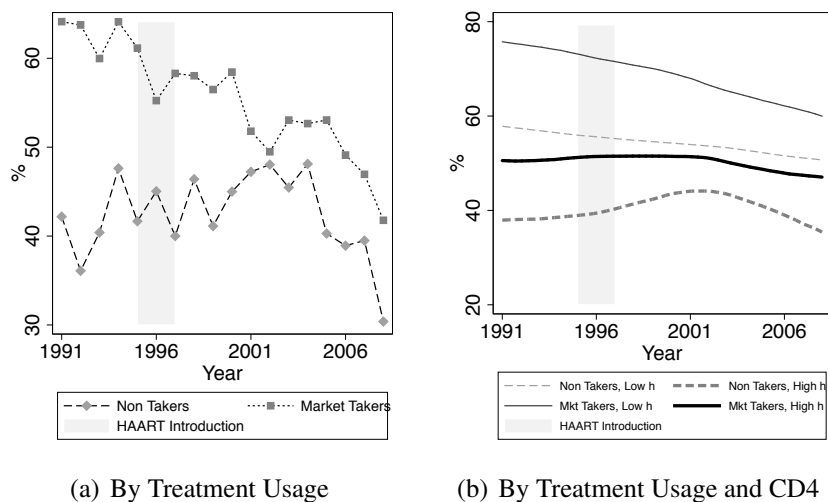 60
50
%
40
30
1991
1996
2001
2006
Year
Non Takers
Market Takers
HAART Introduction
(a) By Treatment Usage
80
60
%
40
20
1991
1996
2001
2006
Year
Non Takers, Low h
Non Takers, High h
Mkt Takers, Low h
Mkt Takers, High h
HAART Introduction
(b) By Treatment Usage and CD4